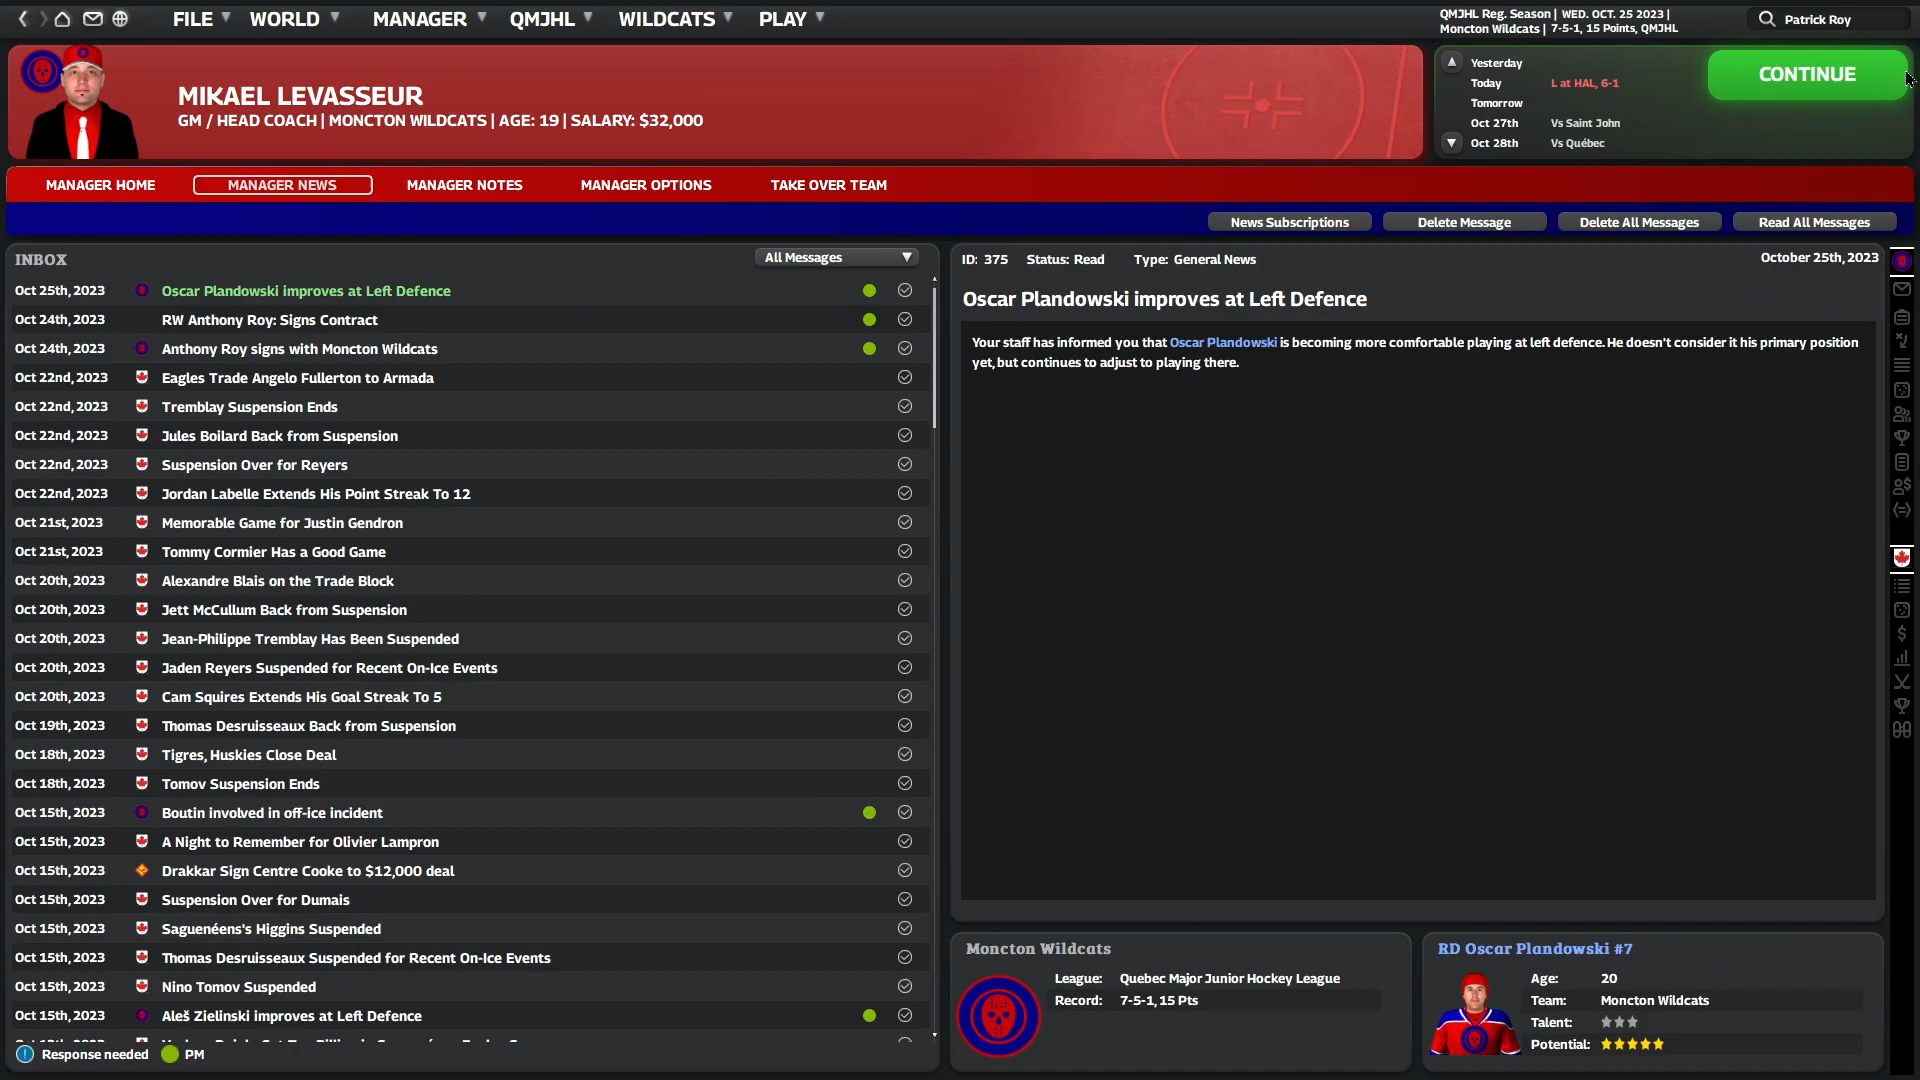 FILE WORLD MANAGER QMJHL WILDCATS PLAY
QMJHL Reg. Season | WED. OCT. 25 2023 |
Moncton Wildcats | 7-5-1, 15 Points, QMJHL
Patrick Roy
MIKAEL LEVASSEUR
GM / HEAD COACH | MONCTON WILDCATS | AGE: 19 | SALARY: $32,000
Yesterday
Today L at HAL, 6-1
Tomorrow
Oct 27th Vs Saint John
Oct 28th Vs Québec
CONTINUE
MANAGER HOME MANAGER NEWS MANAGER NOTES MANAGER OPTIONS TAKE OVER TEAM
News Subscriptions Delete Message Delete All Messages Read All Messages
INBOX All Messages
Oct 25th, 2023 Oscar Plandowski improves at Left Defence
Oct 24th, 2023 RW Anthony Roy: Signs Contract
Oct 24th, 2023 Anthony Roy signs with Moncton Wildcats
Oct 22nd, 2023 Eagles Trade Angelo Fullerton to Armada
Oct 22nd, 2023 Tremblay Suspension Ends
Oct 22nd, 2023 Jules Boilard Back from Suspension
Oct 22nd, 2023 Suspension Over for Reyers
Oct 22nd, 2023 Jordan Labelle Extends His Point Streak To 12
Oct 21st, 2023 Memorable Game for Justin Gendron
Oct 21st, 2023 Tommy Cormier Has a Good Game
Oct 20th, 2023 Alexandre Blais on the Trade Block
Oct 20th, 2023 Jett McCullum Back from Suspension
Oct 20th, 2023 Jean-Philippe Tremblay Has Been Suspended
Oct 20th, 2023 Jaden Reyers Suspended for Recent On-Ice Events
Oct 20th, 2023 Cam Squires Extends His Goal Streak To 5
Oct 19th, 2023 Thomas Desruisseaux Back from Suspension
Oct 18th, 2023 Tigres, Huskies Close Deal
Oct 18th, 2023 Tomov Suspension Ends
Oct 15th, 2023 Boutin involved in off-ice incident
Oct 15th, 2023 A Night to Remember for Olivier Lampron
Oct 15th, 2023 Drakkar Sign Centre Cooke to $12,000 deal
Oct 15th, 2023 Suspension Over for Dumais
Oct 15th, 2023 Saguenéens's Higgins Suspended
Oct 15th, 2023 Thomas Desruisseaux Suspended for Recent On-Ice Events
Oct 15th, 2023 Nino Tomov Suspended
Oct 15th, 2023 Aleš Zielinski improves at Left Defence
Response needed PM
ID: 375 Status: Read Type: General News October 25th, 2023
Oscar Plandowski improves at Left Defence
Your staff has informed you that Oscar Plandowski is becoming more comfortable playing at left defence. He doesn't consider it his primary position
yet, but continues to adjust to playing there.
Moncton Wildcats
League: Quebec Major Junior Hockey League
Record: 7-5-1, 15 Pts
RD Oscar Plandowski #7
Age: 20
Team: Moncton Wildcats
Talent:
Potential: